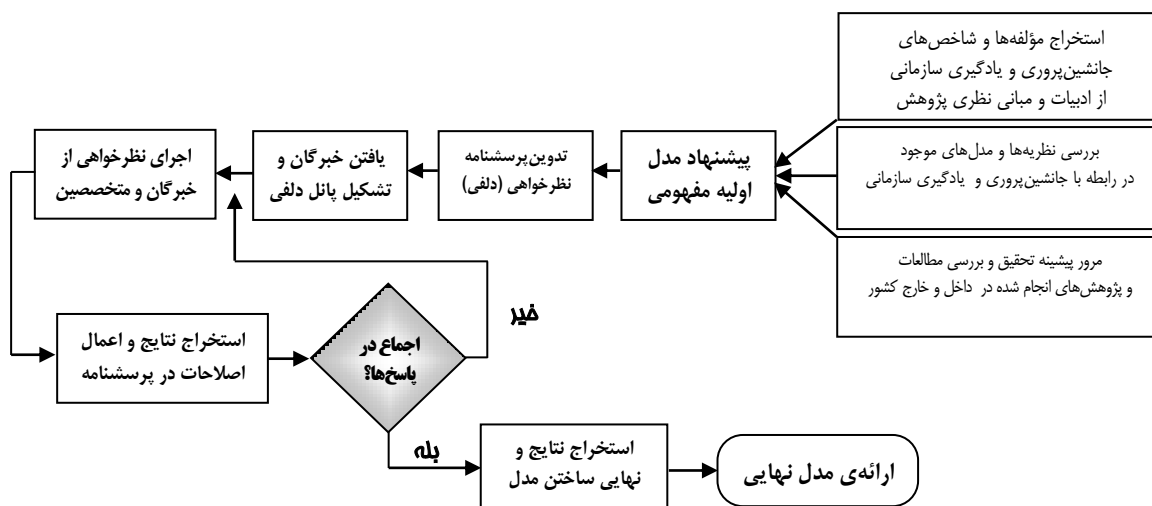 استخراج مؤلفه‌ها و شاخص‌های
جانشین‌پروری و یادگیری سازمانی
از ادبیات و مبانی نظری پژوهش
بررسی نظریه‌ها و مدل‌های موجود
در رابطه با جانشین‌پروری و یادگیری سازمانی
مرور پیشینه تحقیق و بررسی مطالعات
و پژوهش‌های انجام شده در داخل و خارج کشور
پیشنهاد مدل
اولیه مفهومی
تدوین‌پرسشنامه
نظرخواهی (دلفی)
یافتن خبرگان و
تشکیل پانل دلفی
اجرای نظرخواهی از
خبرگان و متخصصین
استخراج نتایج و اعمال
اصلاحات در پرسشنامه
اجماع در
پاسخ‌ها؟
خیر
بله
استخراج نتایج و
نهایی ساختن مدل
ارائه‌ی مدل نهایی